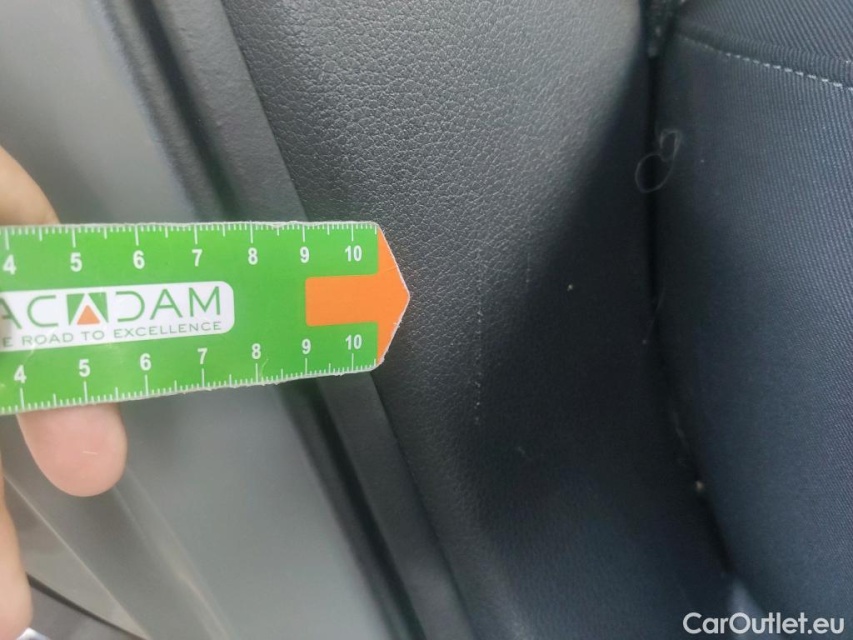 4 5 6 7 8 9 10
ACADAM
E ROAD TO EXCELLENCE
4 5 6 7 8 9 10
CarOutlet.eu